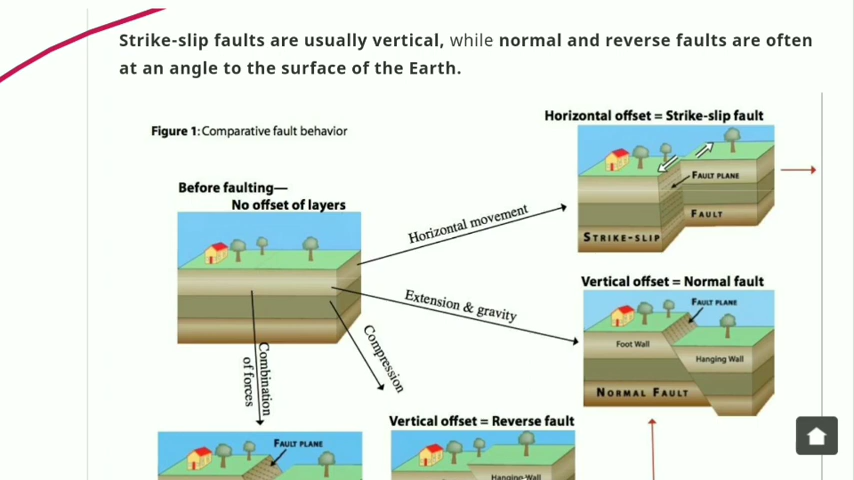 Strike-slip faults are usually vertical, while normal and reverse faults are often
at an angle to the surface of the Earth.
Figure 1: Comparative fault behavior
Horizontal offset = Strike-slip fault
FAULT PLANE
FAULT
STRIKE-SLIP
Before faulting—
No offset of layers
Horizontal movement
Extension & gravity
Compression
Combination
of forces
Vertical offset = Normal fault
FAULT PLANE
Foot Wall
Hanging Wall
NORMAL FAULT
Vertical offset = Reverse fault
Hanging Wall
FAULT PLANE